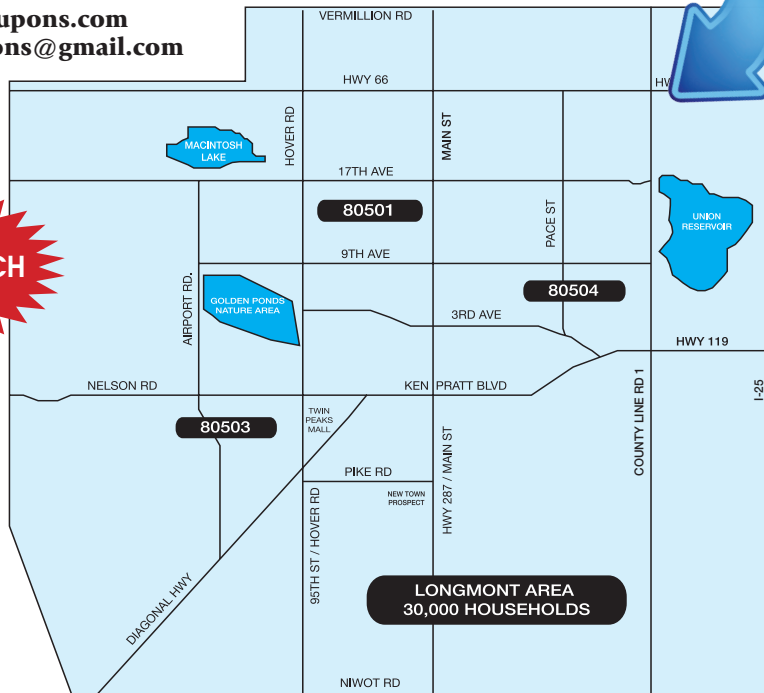 upons.com
ons@gmail.com
VERMILLION RD
HWY 66
HW
MACINTOSH
LAKE
HOVER RD
MAIN ST
17TH AVE
80501
PACE ST
UNION
RESERVOIR
CH
9TH AVE
80504
AIRPORT RD.
GOLDEN PONDS
NATURE AREA
3RD AVE
HWY 119
NELSON RD
KEN PRATT BLVD
I-25
COUNTY LINE RD 1
80503
TWIN
PEAKS
MALL
HWY 287 / MAIN ST
PIKE RD
NEW TOWN
PROSPECT
95TH ST / HOVER RD
DIAGONAL HWY
LONGMONT AREA
30,000 HOUSEHOLDS
NIWOT RD